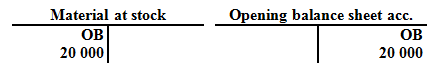 Material at stock Opening balance sheet acc.
OB OB
20 000 20 000